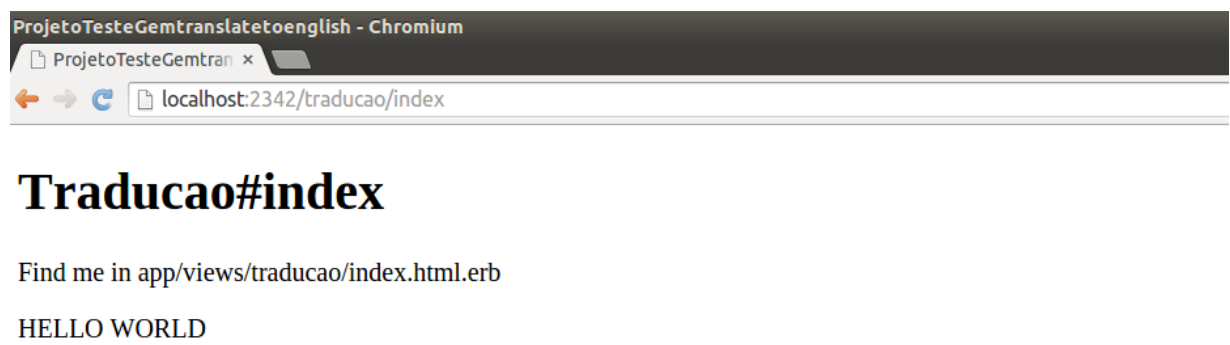 ProjetoTesteGemtranslatetoenglish - Chromium
ProjetoTesteGemtran ×
localhost:2342/traducao/index
Traducao#index
Find me in app/views/traducao/index.html.erb
HELLO WORLD